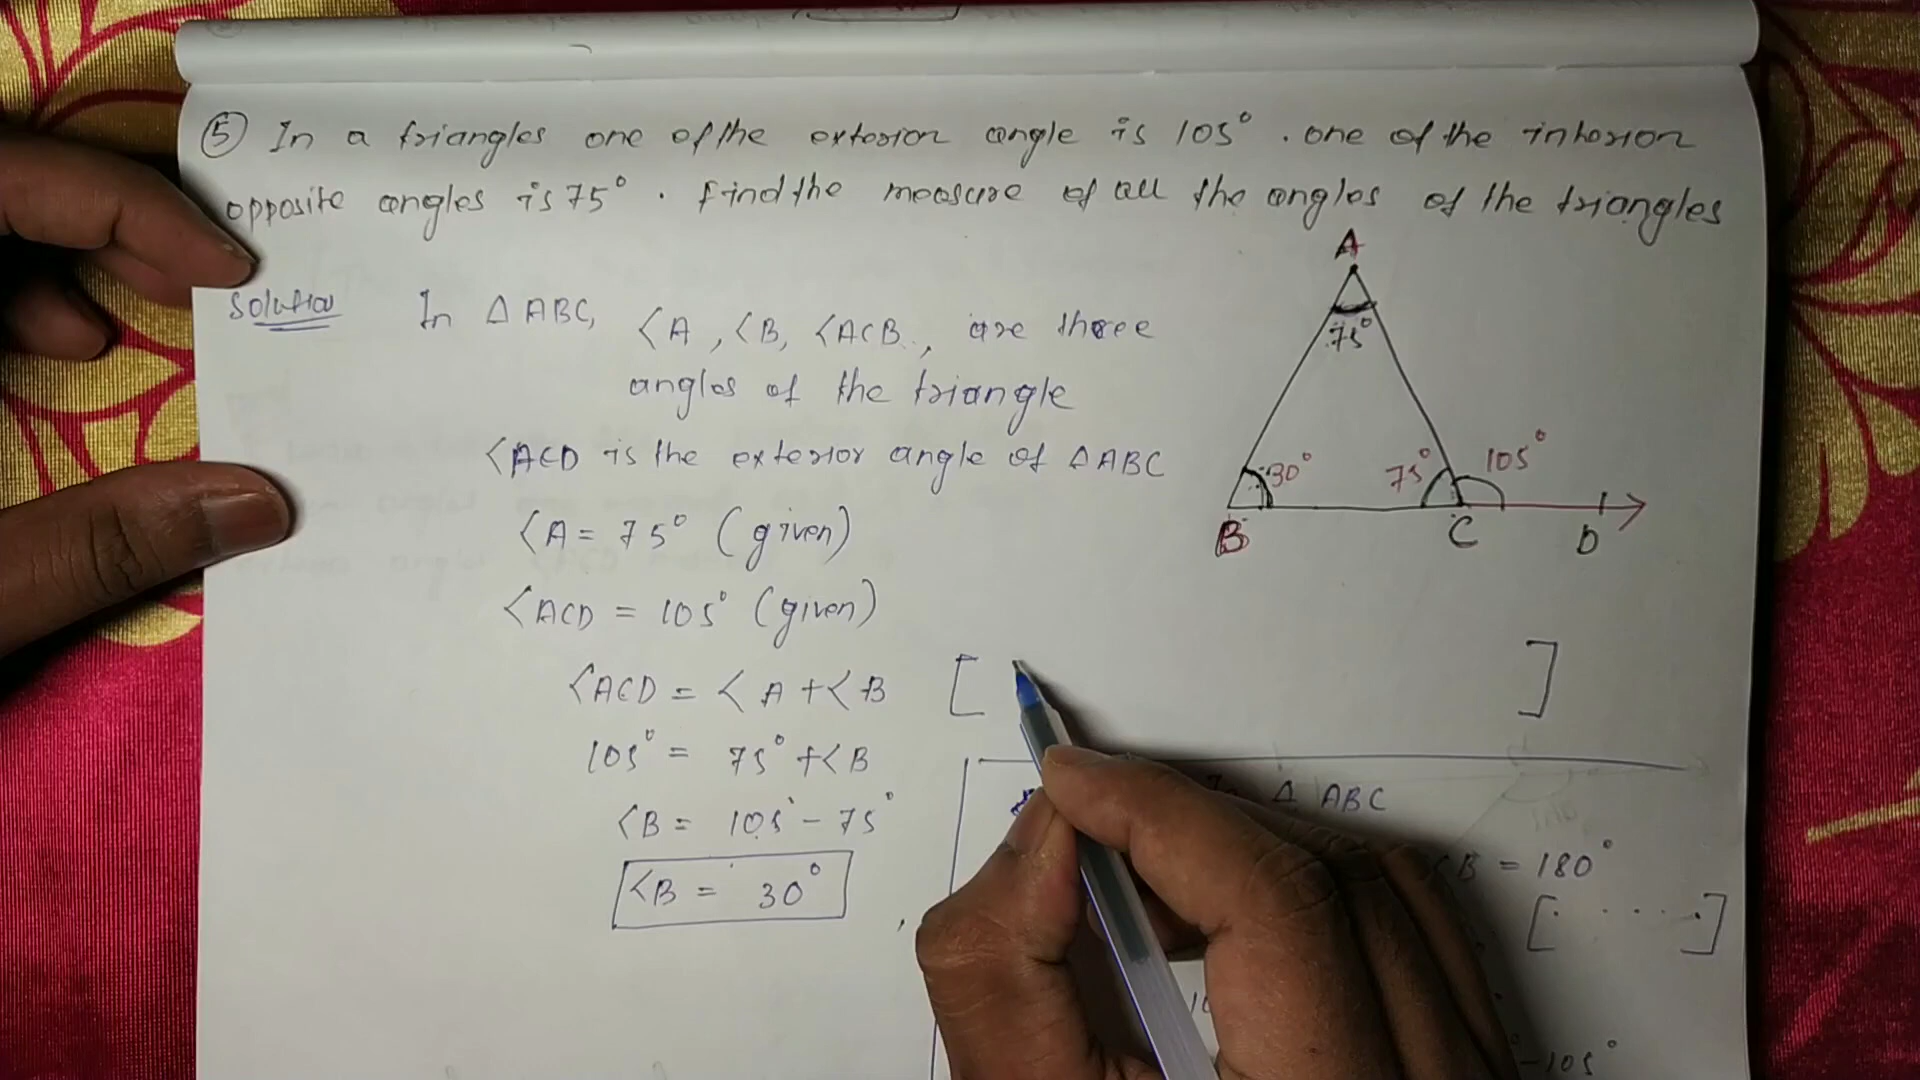 5 In a triangles one of the exterior angle is 105° . one of the interior
opposite angles is 75° . find the measure of all the angles of the triangles
Solution In △ ABC, <A , <B, <ACB , are three
angles of the triangle
<ACD is the exterior angle of △ABC
<A = 75° (given)
<ACD = 105° (given)
<ACD = <A + <B [ ]
105° = 75° + <B
<B = 105° - 75°
<B = 30°
A
75°
30° 75° 105°
B C D
In △ ABC
<B = 180°
[ . . . . . ]
-105°